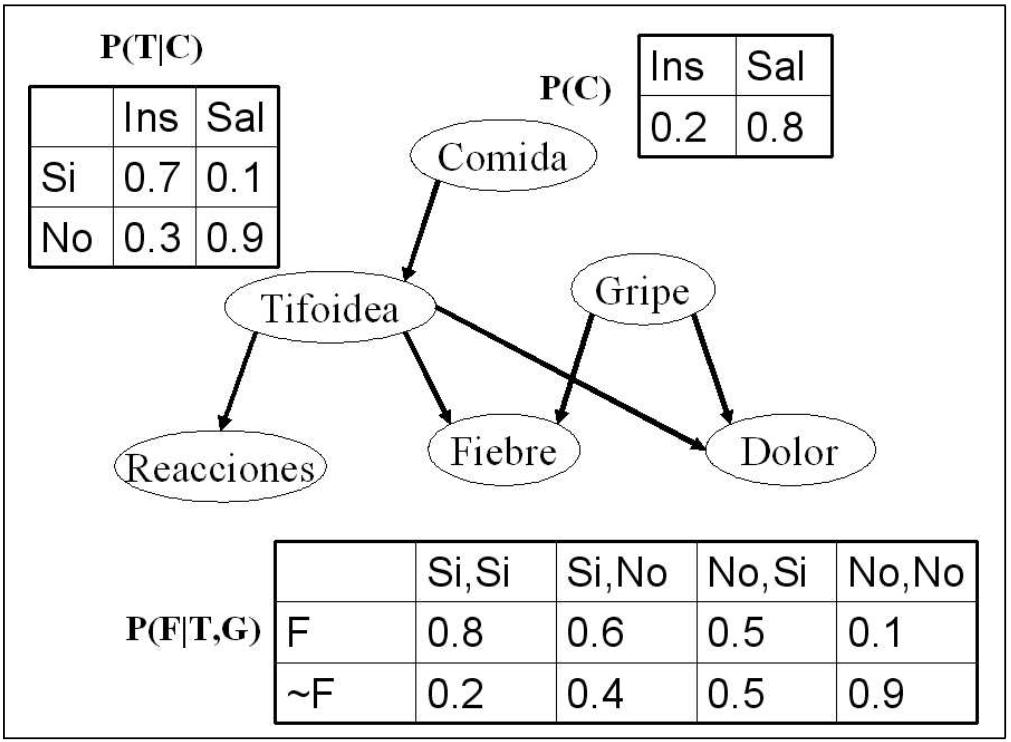 P(T|C)
Ins Sal
Si 0.7 0.1
No 0.3 0.9
P(C)
Ins Sal
0.2 0.8
Comida
Tifoidea
Gripe
Reacciones
Fiebre
Dolor
P(F|T,G)
Si,Si Si,No No,Si No,No
F 0.8 0.6 0.5 0.1
~F 0.2 0.4 0.5 0.9